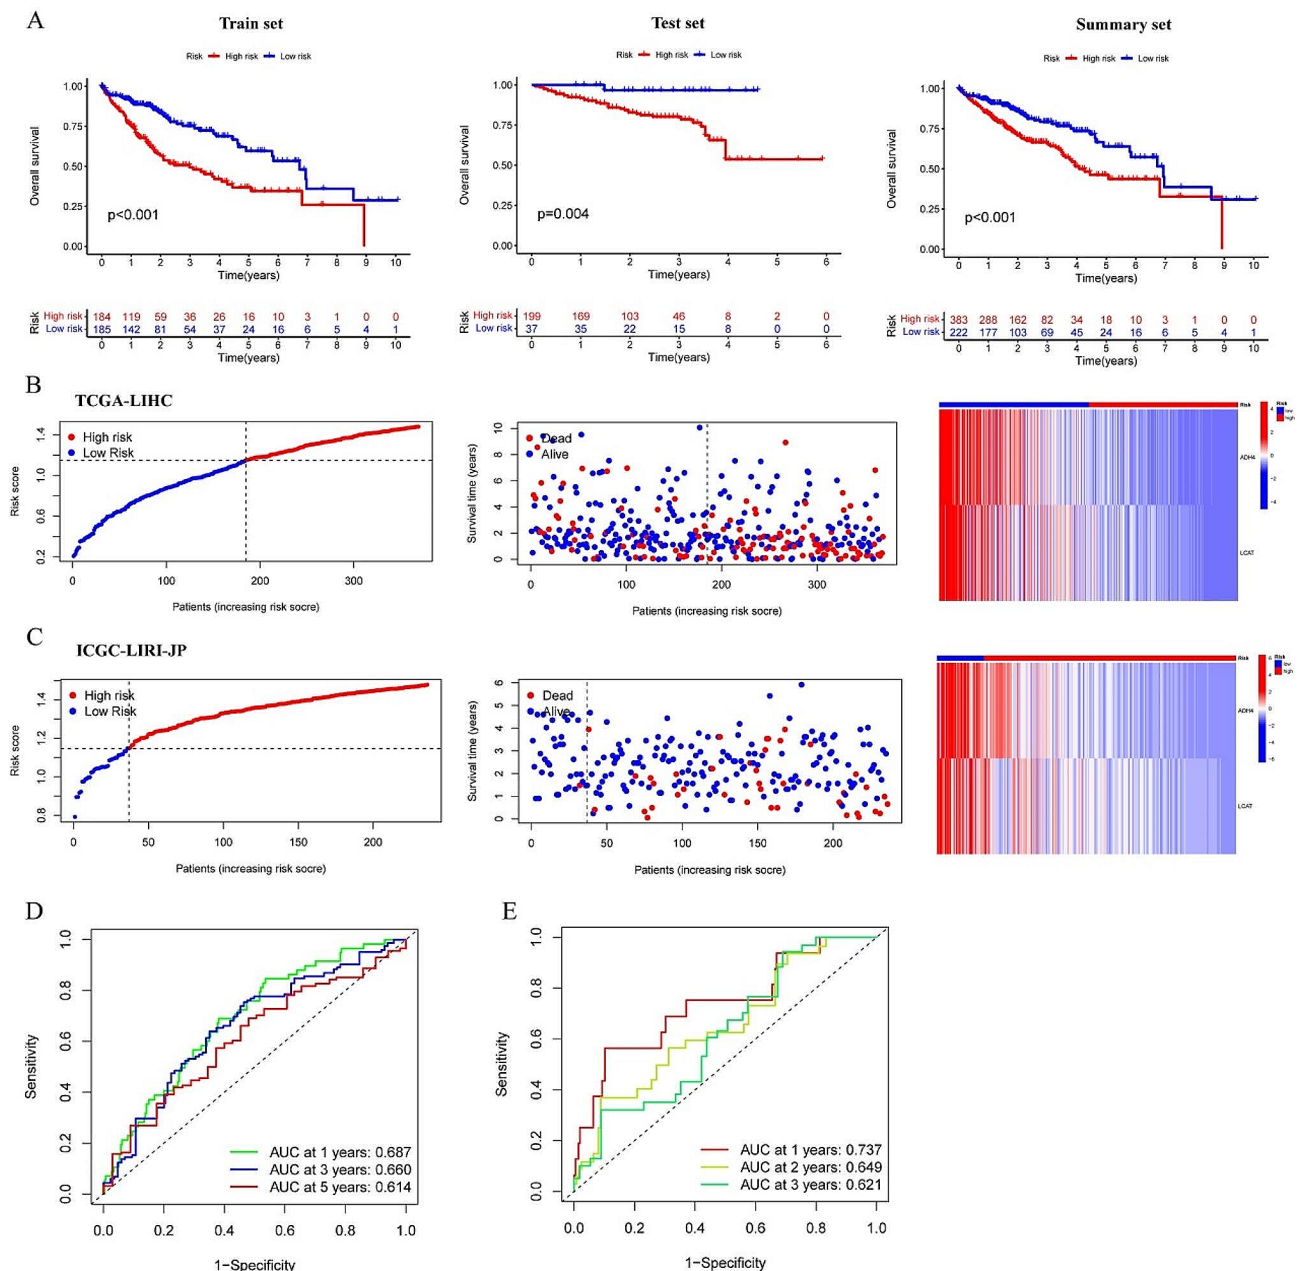 A
Train set
Test set
Summary set
Risk High risk Low risk
Risk High risk Low risk
Risk High risk Low risk
Overall survival
1.00
0.75
0.50
0.25
0.00
p<0.001
0 1 2 3 4 5 6 7 8 9 10
Time(years)
Overall survival
1.00
0.75
0.50
0.25
0.00
p=0.004
0 1 2 3 4 5 6
Time(years)
Overall survival
1.00
0.75
0.50
0.25
0.00
p<0.001
0 1 2 3 4 5 6 7 8 9 10
Time(years)
Risk
High risk 184 119 59 36 26 16 10 3 1 0 0
Low risk 185 142 81 54 37 24 16 6 5 4 1
0 1 2 3 4 5 6 7 8 9 10
Time(years)
Risk
High risk 199 169 103 46 8 2 0
Low risk 37 35 22 15 8 0 0
0 1 2 3 4 5 6
Time(years)
Risk
High risk 383 288 162 82 34 18 10 3 1 0 0
Low risk 222 177 103 69 45 24 16 6 5 4 1
0 1 2 3 4 5 6 7 8 9 10
Time(years)
B
TCGA-LIHC
Risk score
1.4
1.0
0.6
0.2
High risk
Low Risk
0 100 200 300
Patients (increasing risk socre)
Survival time (years)
10
8
6
4
2
0
Dead
Alive
0 100 200 300
Patients (increasing risk socre)
Risk
ADH4
LCAT
4
2
0
−2
−4
Risk
low
high
C
ICGC-LIRI-JP
Risk score
1.4
1.2
1.0
0.8
High risk
Low Risk
0 50 100 150 200
Patients (increasing risk socre)
Survival time (years)
6
5
4
3
2
1
0
Dead
Alive
0 50 100 150 200
Patients (increasing risk socre)
Risk
ADH4
LCAT
6
4
2
0
−2
−4
−6
Risk
low
high
D
Sensitivity
1.0
0.8
0.6
0.4
0.2
0.0
AUC at 1 years: 0.687
AUC at 3 years: 0.660
AUC at 5 years: 0.614
0.0 0.2 0.4 0.6 0.8 1.0
1−Specificity
E
Sensitivity
1.0
0.8
0.6
0.4
0.2
0.0
AUC at 1 years: 0.737
AUC at 2 years: 0.649
AUC at 3 years: 0.621
0.0 0.2 0.4 0.6 0.8 1.0
1−Specificity